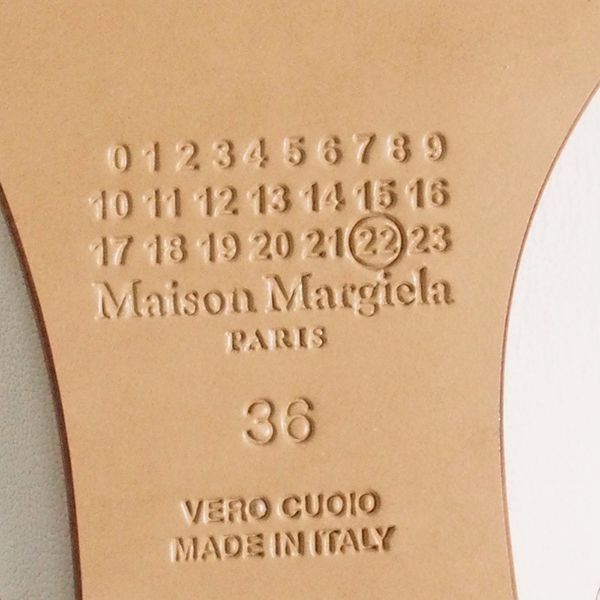 0 1 2 3 4 5 6 7 8 9
10 11 12 13 14 15 16
17 18 19 20 21 22 23
Maison Margiela
PARIS
36
VERO CUOIO
MADE IN ITALY